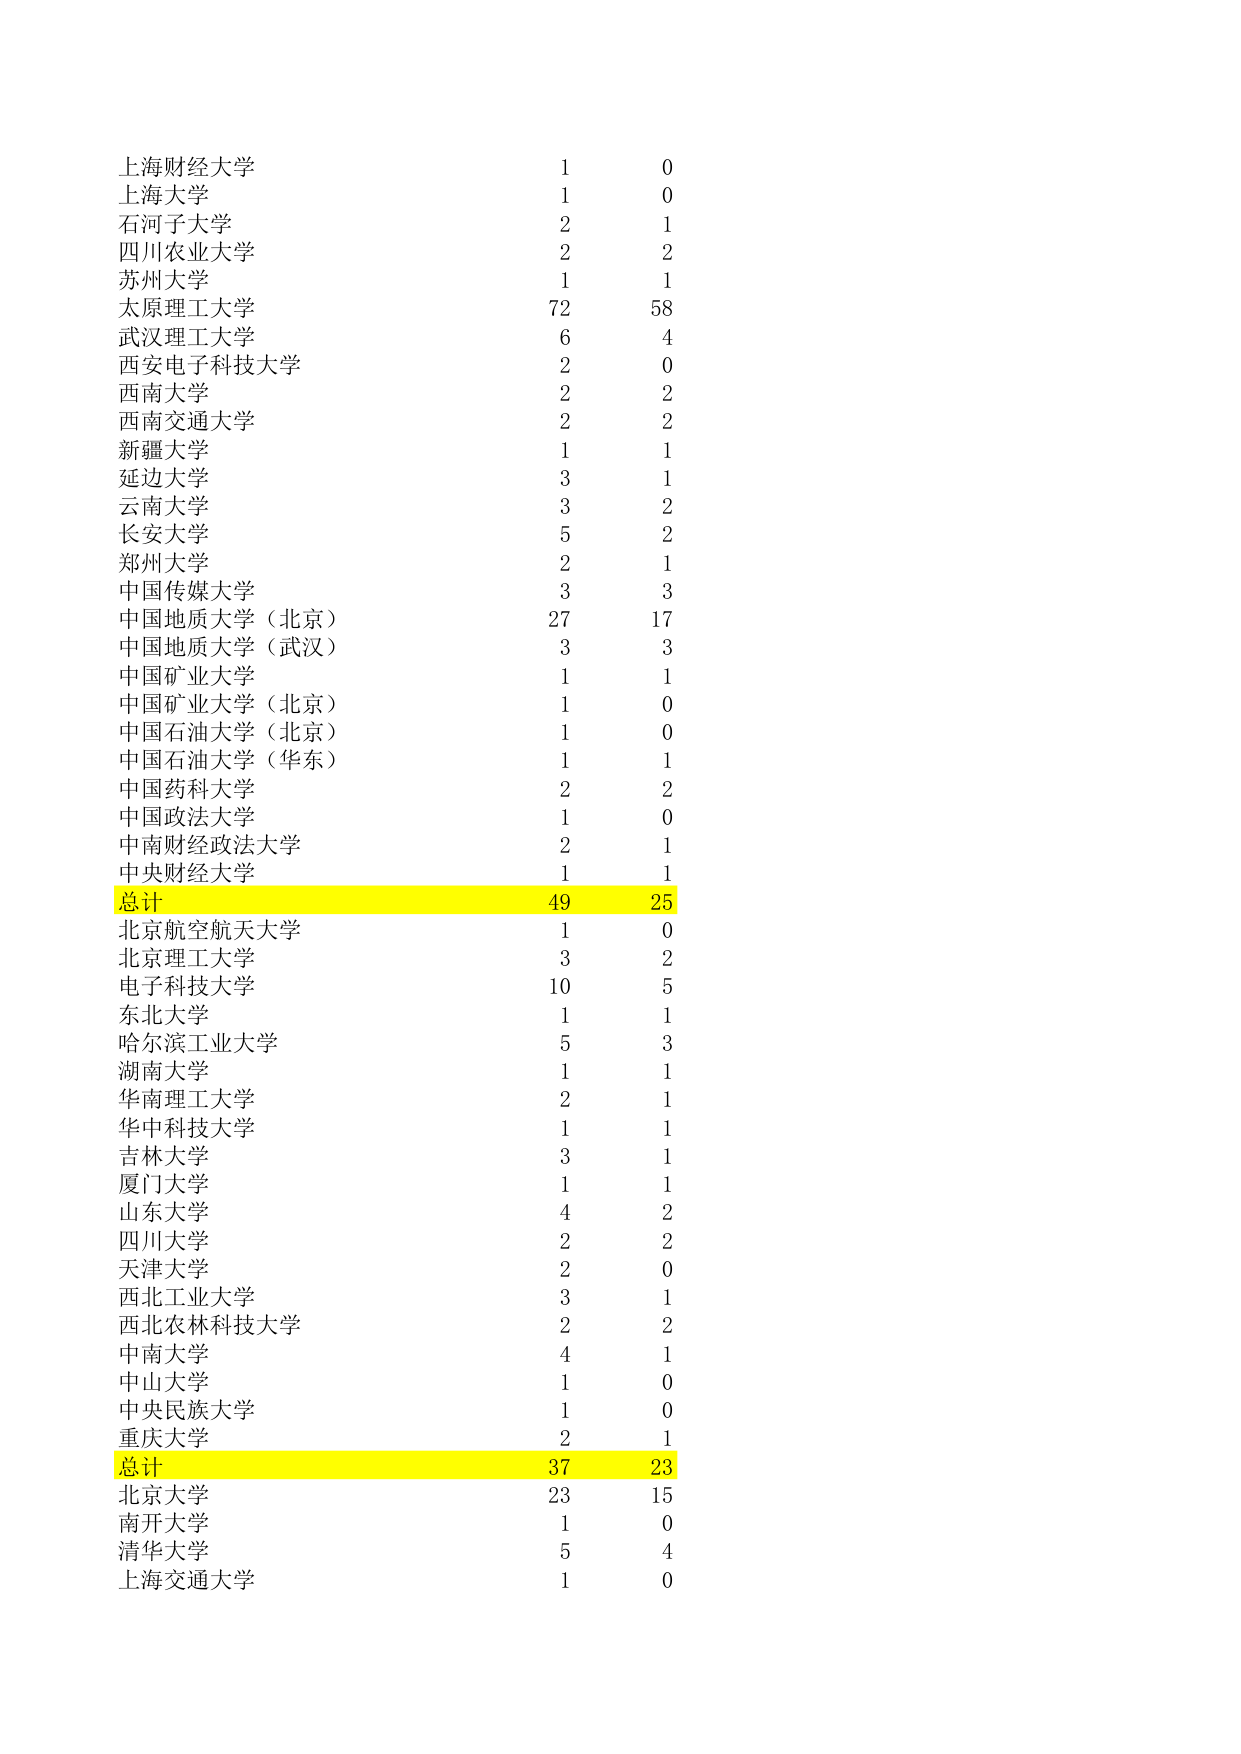 上海财经大学 1 0
上海大学 1 0
石河子大学 2 1
四川农业大学 2 2
苏州大学 1 1
太原理工大学 72 58
武汉理工大学 6 4
西安电子科技大学 2 0
西南大学 2 2
西南交通大学 2 2
新疆大学 1 1
延边大学 3 1
云南大学 3 2
长安大学 5 2
郑州大学 2 1
中国传媒大学 3 3
中国地质大学（北京） 27 17
中国地质大学（武汉） 3 3
中国矿业大学 1 1
中国矿业大学（北京） 1 0
中国石油大学（北京） 1 0
中国石油大学（华东） 1 1
中国药科大学 2 2
中国政法大学 1 0
中南财经政法大学 2 1
中央财经大学 1 1
总计 49 25
北京航空航天大学 1 0
北京理工大学 3 2
电子科技大学 10 5
东北大学 1 1
哈尔滨工业大学 5 3
湖南大学 1 1
华南理工大学 2 1
华中科技大学 1 1
吉林大学 3 1
厦门大学 1 1
山东大学 4 2
四川大学 2 2
天津大学 2 0
西北工业大学 3 1
西北农林科技大学 2 2
中南大学 4 1
中山大学 1 0
中央民族大学 1 0
重庆大学 2 1
总计 37 23
北京大学 23 15
南开大学 1 0
清华大学 5 4
上海交通大学 1 0